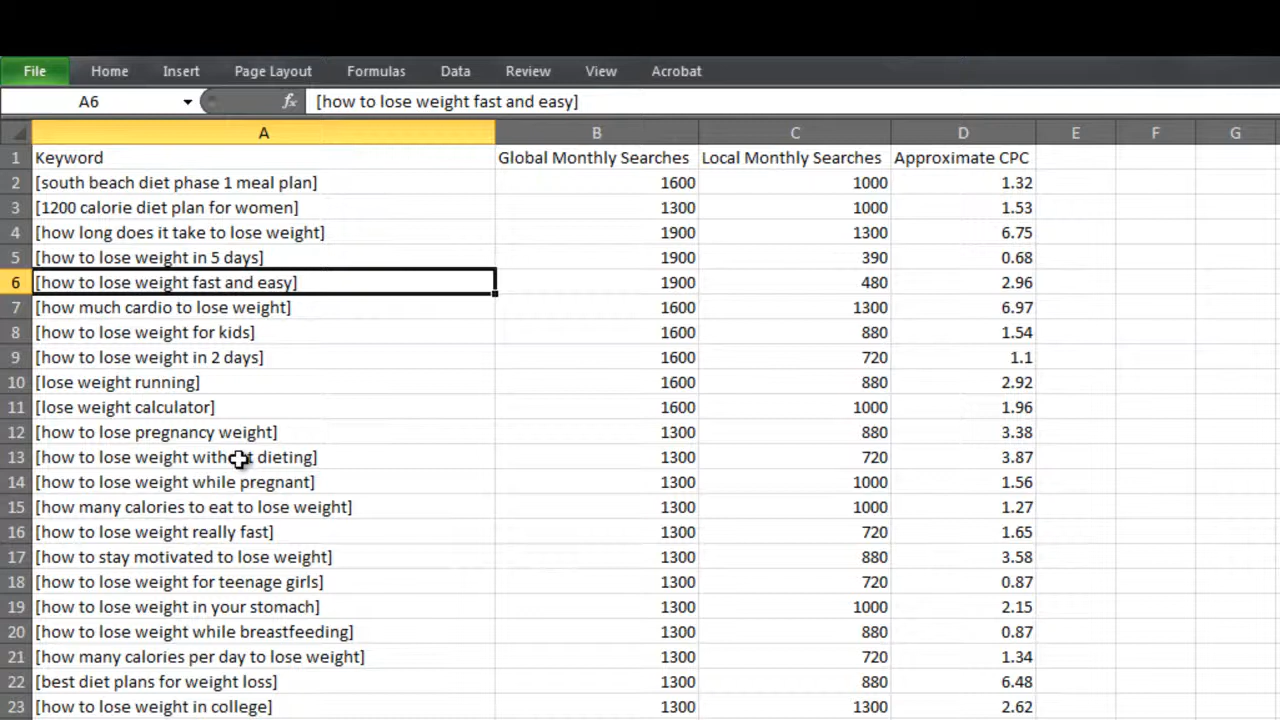 File Home Insert Page Layout Formulas Data Review View Acrobat
A6 fx [how to lose weight fast and easy]
A B C D E F G
1 Keyword Global Monthly Searches Local Monthly Searches Approximate CPC
2 [south beach diet phase 1 meal plan] 1600 1000 1.32
3 [1200 calorie diet plan for women] 1300 1000 1.53
4 [how long does it take to lose weight] 1900 1300 6.75
5 [how to lose weight in 5 days] 1900 390 0.68
6 [how to lose weight fast and easy] 1900 480 2.96
7 [how much cardio to lose weight] 1600 1300 6.97
8 [how to lose weight for kids] 1600 880 1.54
9 [how to lose weight in 2 days] 1600 720 1.1
10 [lose weight running] 1600 880 2.92
11 [lose weight calculator] 1600 1000 1.96
12 [how to lose pregnancy weight] 1300 880 3.38
13 [how to lose weight without dieting] 1300 720 3.87
14 [how to lose weight while pregnant] 1300 1000 1.56
15 [how many calories to eat to lose weight] 1300 1000 1.27
16 [how to lose weight really fast] 1300 720 1.65
17 [how to stay motivated to lose weight] 1300 880 3.58
18 [how to lose weight for teenage girls] 1300 720 0.87
19 [how to lose weight in your stomach] 1300 1000 2.15
20 [how to lose weight while breastfeeding] 1300 880 0.87
21 [how many calories per day to lose weight] 1300 720 1.34
22 [best diet plans for weight loss] 1300 880 6.48
23 [how to lose weight in college] 1300 1300 2.62